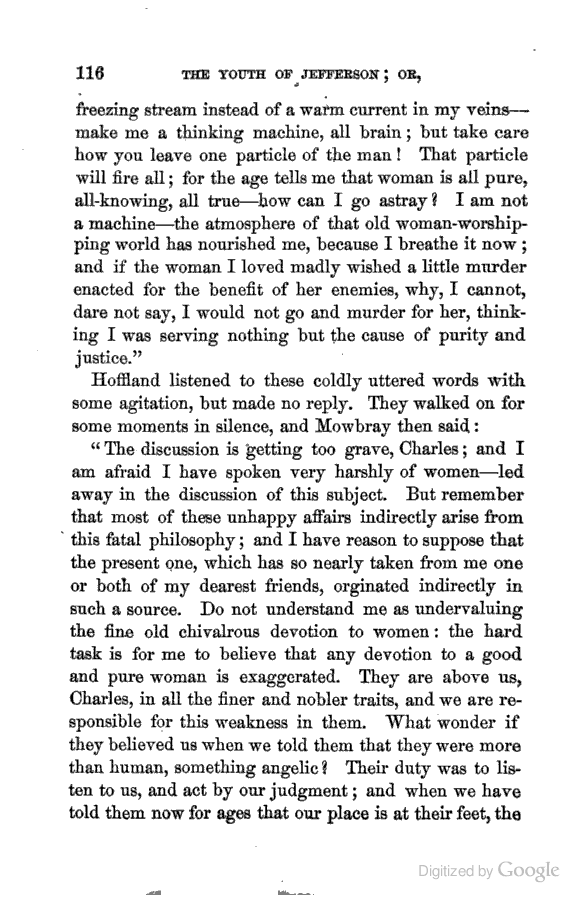 116 THE YOUTH OF JEFFERSON; OR,
freezing stream instead of a warm current in my veins—
make me a thinking machine, all brain; but take care
how you leave one particle of the man! That particle
will fire all; for the age tells me that woman is all pure,
all-knowing, all true—how can I go astray? I am not
a machine—the atmosphere of that old woman-worship-
ping world has nourished me, because I breathe it now;
and if the woman I loved madly wished a little murder
enacted for the benefit of her enemies, why, I cannot,
dare not say, I would not go and murder for her, think-
ing I was serving nothing but the cause of purity and
justice.”
Hoffland listened to these coldly uttered words with
some agitation, but made no reply. They walked on for
some moments in silence, and Mowbray then said:
“The discussion is getting too grave, Charles; and I
am afraid I have spoken very harshly of women—led
away in the discussion of this subject. But remember
that most of these unhappy affairs indirectly arise from
this fatal philosophy; and I have reason to suppose that
the present one, which has so nearly taken from me one
or both of my dearest friends, orginated indirectly in
such a source. Do not understand me as undervaluing
the fine old chivalrous devotion to women: the hard
task is for me to believe that any devotion to a good
and pure woman is exaggerated. They are above us,
Charles, in all the finer and nobler traits, and we are re-
sponsible for this weakness in them. What wonder if
they believed us when we told them that they were more
than human, something angelic? Their duty was to lis-
ten to us, and act by our judgment; and when we have
told them now for ages that our place is at their feet, the
Digitized by Google